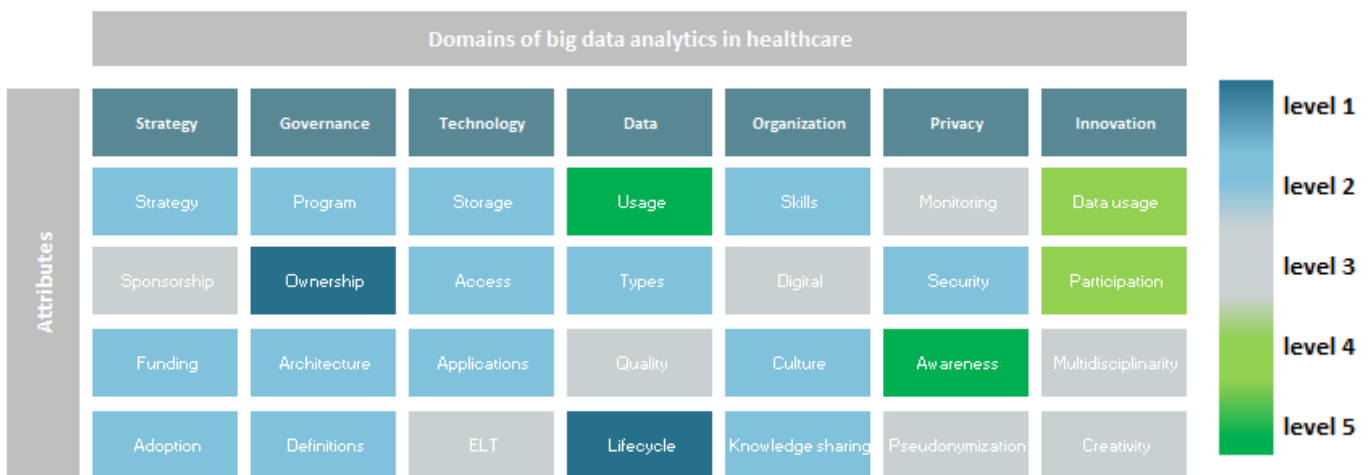 Domains of big data analytics in healthcare
Attributes
Strategy Governance Technology Data Organization Privacy Innovation
Strategy Program Storage Usage Skills Monitoring Data usage
Sponsorship Ownership Access Types Digital Security Participation
Funding Architecture Applications Quality Culture Awareness Multidisciplinarity
Adoption Definitions ELT Lifecycle Knowledge sharing Pseudonymization Creativity
level 1
level 2
level 3
level 4
level 5